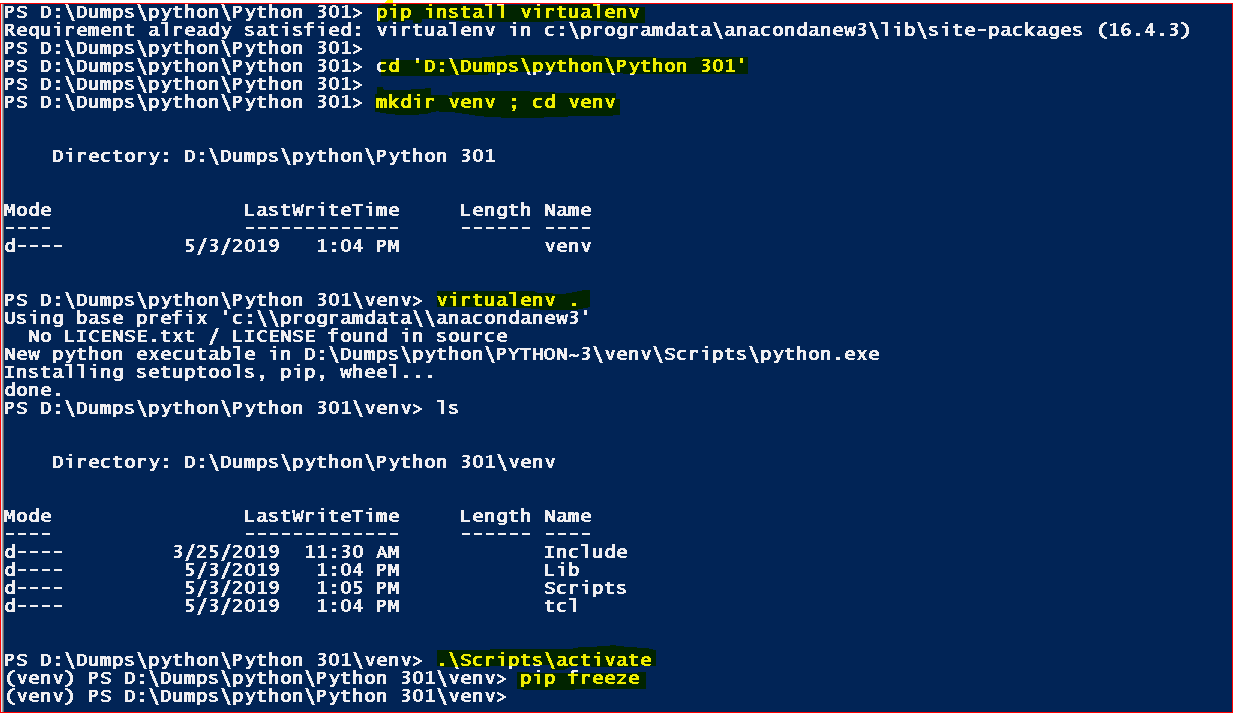 PS D:\Dumps\python\Python 301> pip install virtualenv
Requirement already satisfied: virtualenv in c:\programdata\anacondanew3\lib\site-packages (16.4.3)
PS D:\Dumps\python\Python 301>
PS D:\Dumps\python\Python 301> cd 'D:\Dumps\python\Python 301'
PS D:\Dumps\python\Python 301>
PS D:\Dumps\python\Python 301> mkdir venv ; cd venv
Directory: D:\Dumps\python\Python 301
Mode LastWriteTime Length Name
---- ------------- ------ ----
d---- 5/3/2019 1:04 PM venv
PS D:\Dumps\python\Python 301\venv> virtualenv .
Using base prefix 'c:\\programdata\\anacondanew3'
No LICENSE.txt / LICENSE found in source
New python executable in D:\Dumps\python\PYTHON~3\venv\Scripts\python.exe
Installing setuptools, pip, wheel...
done.
PS D:\Dumps\python\Python 301\venv> ls
Directory: D:\Dumps\python\Python 301\venv
Mode LastWriteTime Length Name
---- ------------- ------ ----
d---- 3/25/2019 11:30 AM Include
d---- 5/3/2019 1:04 PM Lib
d---- 5/3/2019 1:05 PM Scripts
d---- 5/3/2019 1:04 PM tcl
PS D:\Dumps\python\Python 301\venv> .\Scripts\activate
(venv) PS D:\Dumps\python\Python 301\venv> pip freeze
(venv) PS D:\Dumps\python\Python 301\venv>